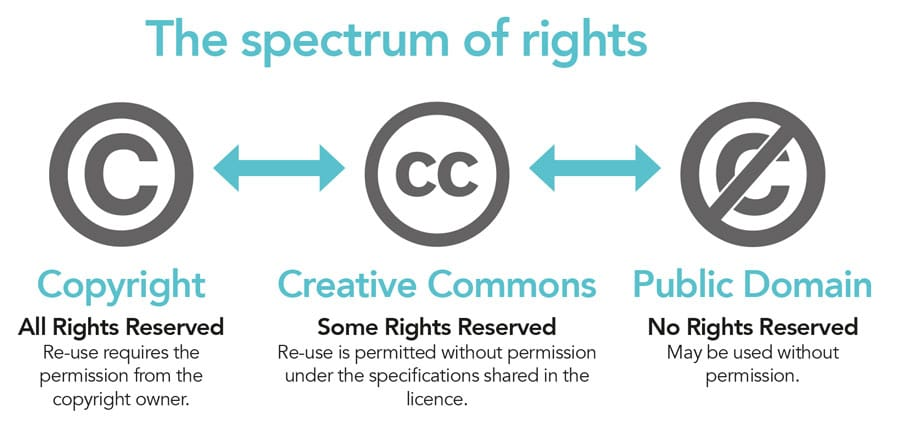 The spectrum of rights
C
CC
C
Copyright
All Rights Reserved
Re-use requires the
permission from the
copyright owner.
Creative Commons
Some Rights Reserved
Re-use is permitted without permission
under the specifications shared in the
licence.
Public Domain
No Rights Reserved
May be used without
permission.